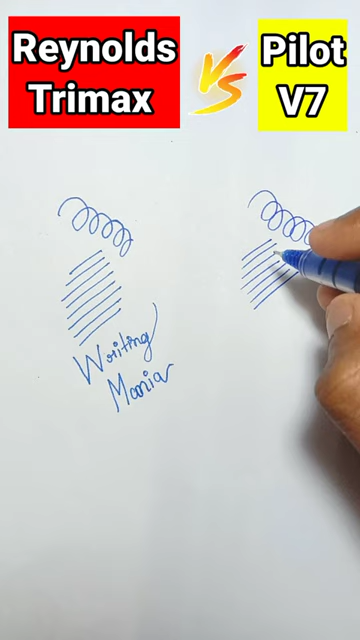 Reynolds
Trimax
VS
Pilot
V7
Writing
Mania